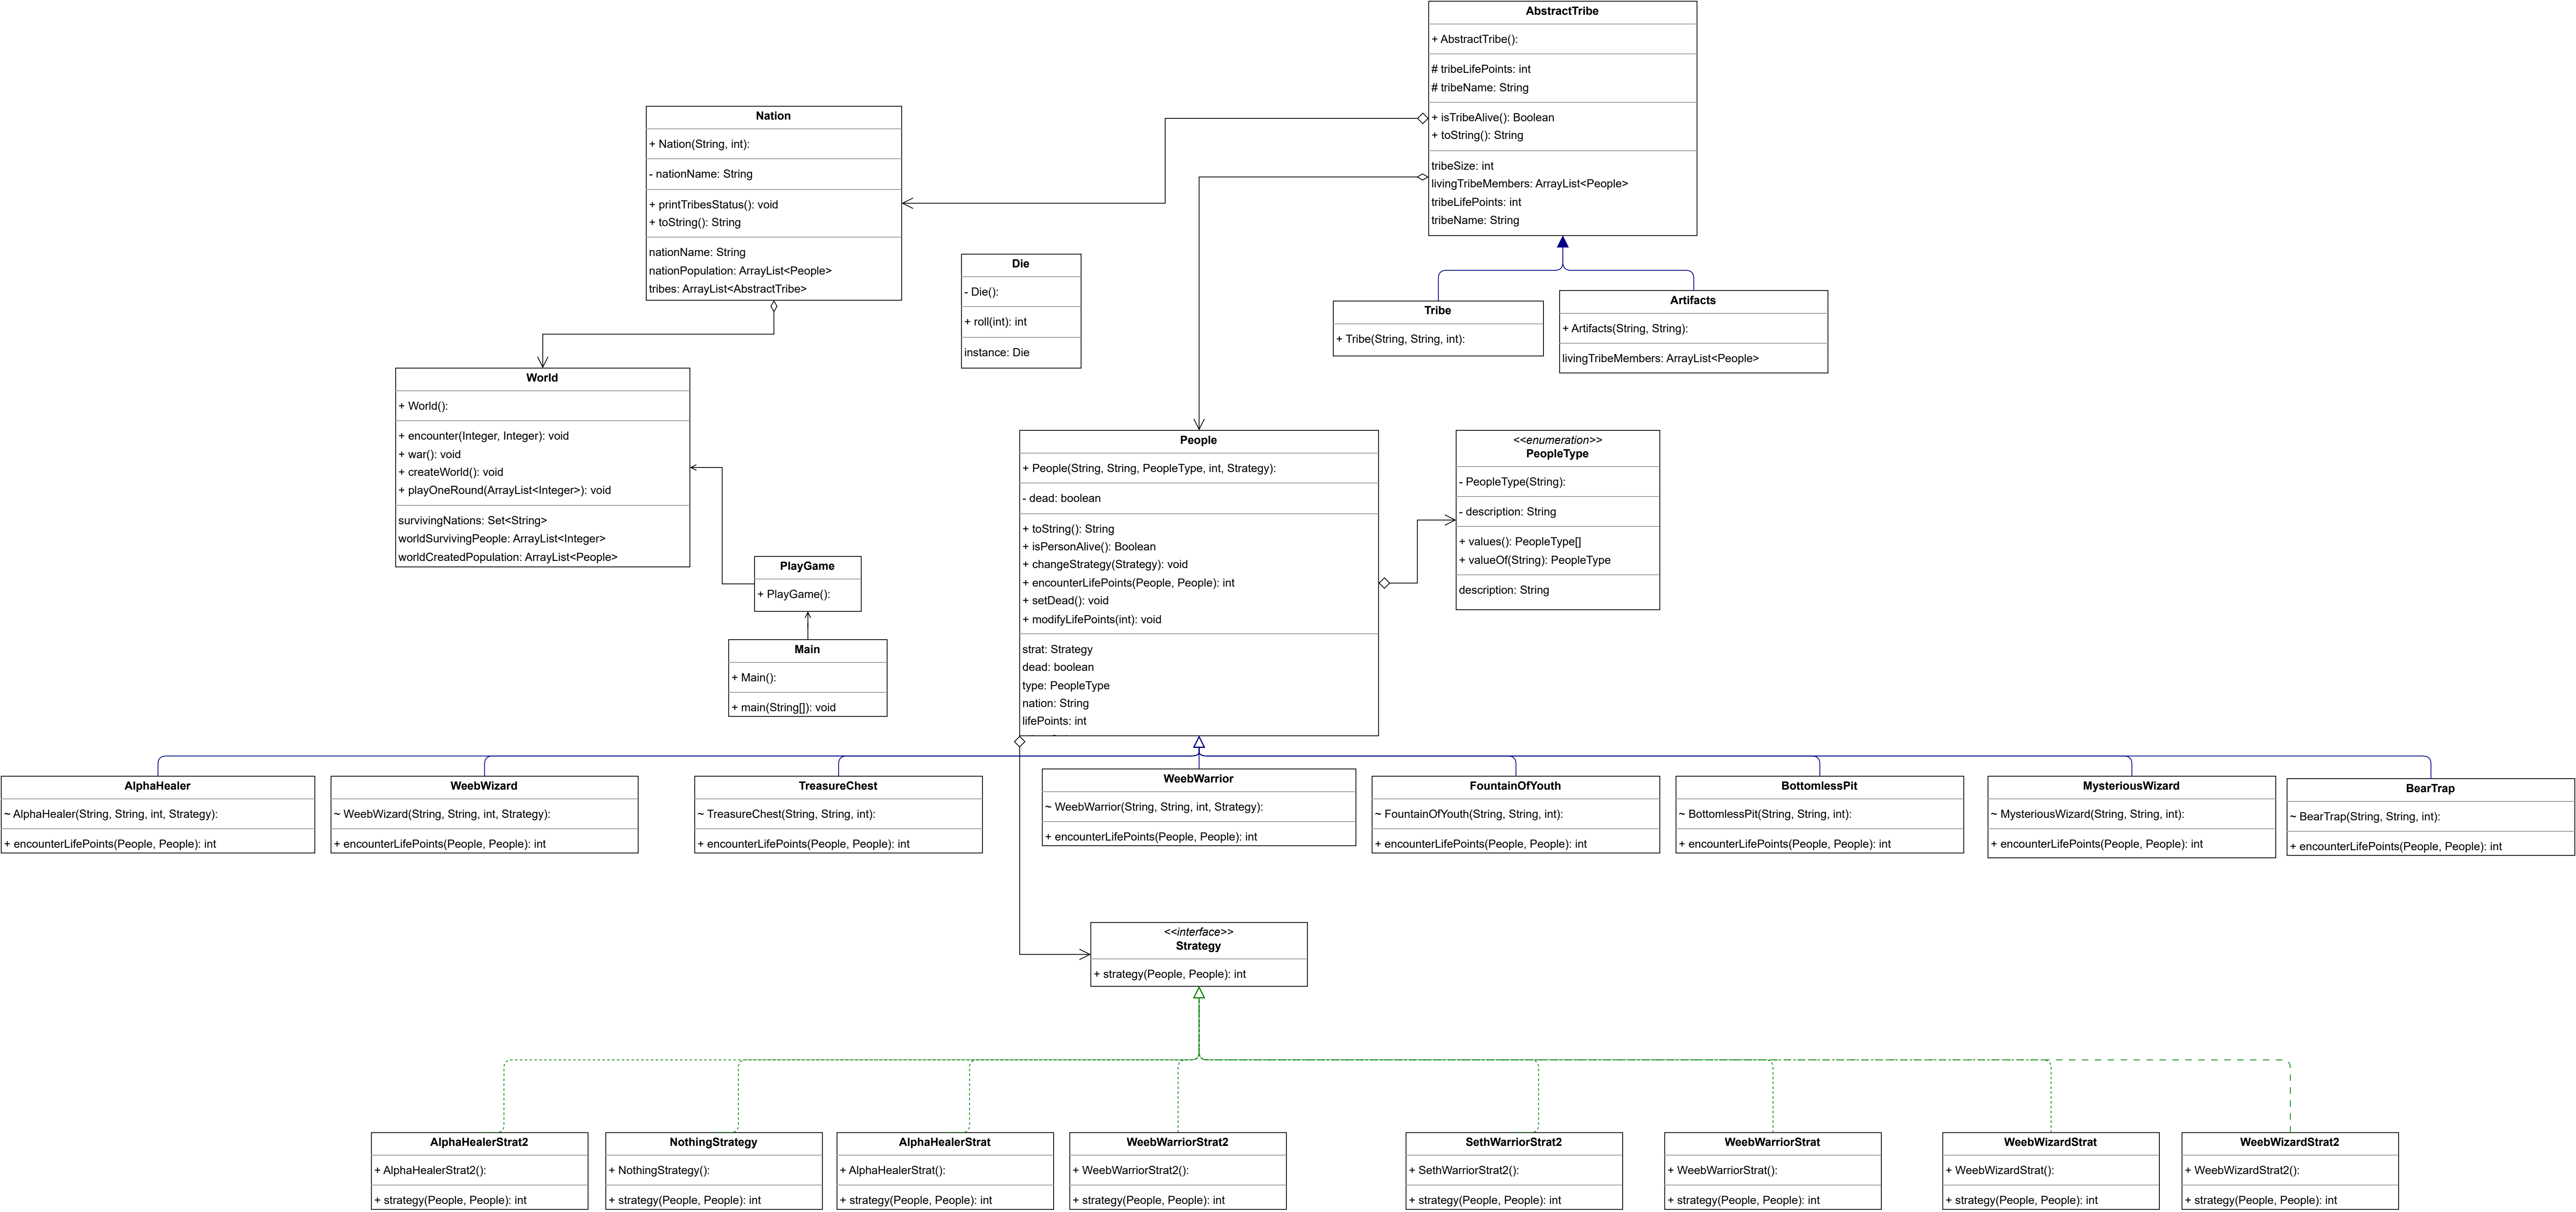 AbstractTribe
+ AbstractTribe():
# tribeLifePoints: int
# tribeName: String
+ isTribeAlive(): Boolean
+ toString(): String
tribeSize: int
livingTribeMembers: ArrayList<People>
tribeLifePoints: int
tribeName: String
Nation
+ Nation(String, int):
- nationName: String
+ printTribesStatus(): void
+ toString(): String
nationName: String
nationPopulation: ArrayList<People>
tribes: ArrayList<AbstractTribe>
Die
- Die():
+ roll(int): int
instance: Die
Tribe
+ Tribe(String, String, int):
Artifacts
+ Artifacts(String, String):
livingTribeMembers: ArrayList<People>
World
+ World():
+ encounter(Integer, Integer): void
+ war(): void
+ createWorld(): void
+ playOneRound(ArrayList<Integer>): void
survivingNations: Set<String>
worldSurvivingPeople: ArrayList<Integer>
worldCreatedPopulation: ArrayList<People>
People
+ People(String, String, PeopleType, int, Strategy):
- dead: boolean
+ toString(): String
+ isPersonAlive(): Boolean
+ changeStrategy(Strategy): void
+ encounterLifePoints(People, People): int
+ setDead(): void
+ modifyLifePoints(int): void
strat: Strategy
dead: boolean
type: PeopleType
nation: String
lifePoints: int
<<enumeration>>
PeopleType
- PeopleType(String):
- description: String
+ values(): PeopleType[]
+ valueOf(String): PeopleType
description: String
PlayGame
+ PlayGame():
Main
+ Main():
+ main(String[]): void
AlphaHealer
~ AlphaHealer(String, String, int, Strategy):
+ encounterLifePoints(People, People): int
WeebWizard
~ WeebWizard(String, String, int, Strategy):
+ encounterLifePoints(People, People): int
TreasureChest
~ TreasureChest(String, String, int):
+ encounterLifePoints(People, People): int
WeebWarrior
~ WeebWarrior(String, String, int, Strategy):
+ encounterLifePoints(People, People): int
FountainOfYouth
~ FountainOfYouth(String, String, int):
+ encounterLifePoints(People, People): int
BottomlessPit
~ BottomlessPit(String, String, int):
+ encounterLifePoints(People, People): int
MysteriousWizard
~ MysteriousWizard(String, String, int):
+ encounterLifePoints(People, People): int
BearTrap
~ BearTrap(String, String, int):
+ encounterLifePoints(People, People): int
<<interface>>
Strategy
+ strategy(People, People): int
AlphaHealerStrat2
+ AlphaHealerStrat2():
+ strategy(People, People): int
NothingStrategy
+ NothingStrategy():
+ strategy(People, People): int
AlphaHealerStrat
+ AlphaHealerStrat():
+ strategy(People, People): int
WeebWarriorStrat2
+ WeebWarriorStrat2():
+ strategy(People, People): int
SethWarriorStrat2
+ SethWarriorStrat2():
+ strategy(People, People): int
WeebWarriorStrat
+ WeebWarriorStrat():
+ strategy(People, People): int
WeebWizardStrat
+ WeebWizardStrat():
+ strategy(People, People): int
WeebWizardStrat2
+ WeebWizardStrat2():
+ strategy(People, People): int